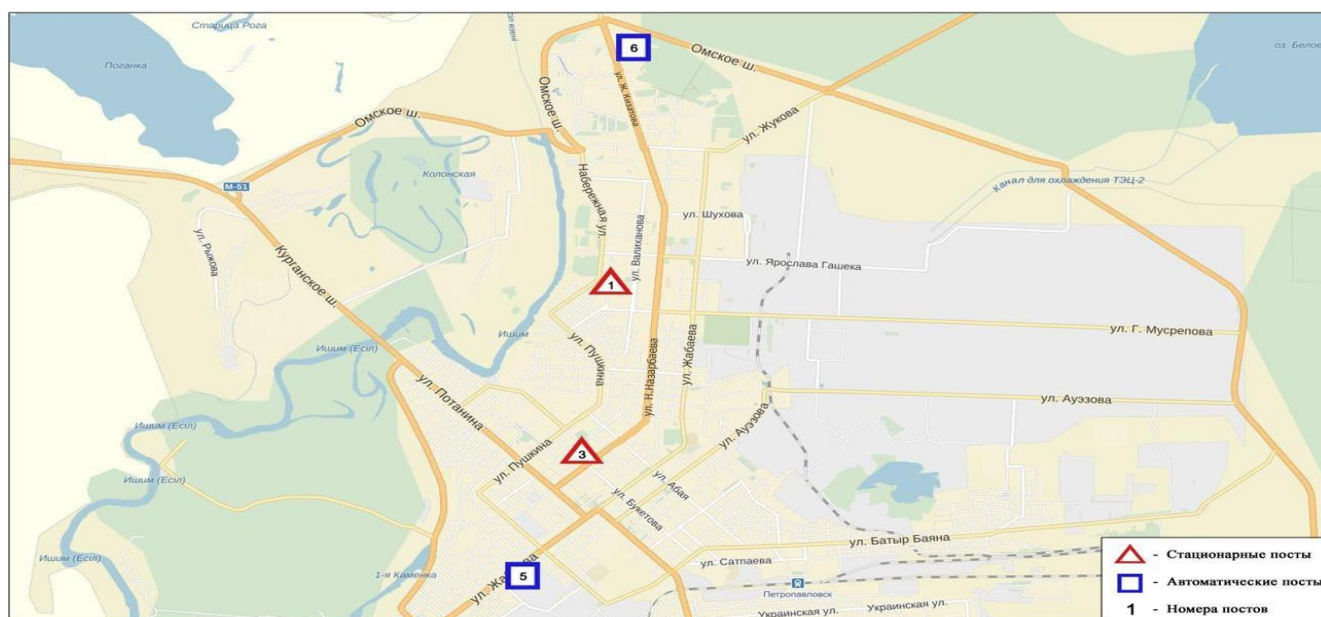 Старица Рога
Поганка
6
Омское ш.
оз. Белое
ул. Ж. Кизатова
Омское ш.
Омское ш.
ул. Жукова
Колонская
М-51
Канал для охлаждения ТЭЦ-2
Набережная ул.
ул. Шухова
ул. Рыжова
ул. Валиханова
Курганское ш.
ул. Ярослава Гашека
1
Ишим
ул. Г. Мусрепова
Ишим (Есіл)
ул. Пушкина
ул. Жабаева
ул. Н.Назарбаева
ул. Потанина
ул. Ауэзова
ул. Ауэзова
Ишим (Есіл)
3
ул. Пушкина
Ишим (Есіл)
ул. Абая
ул. Букетова
ул. Батыр Баяна
Ишим (Есіл)
1-я Каменка
5
ул. Сатпаева
Петропавловск
Украинская ул.
Украинская ул.
- Стационарные посты
- Автоматические посты
1 - Номера постов